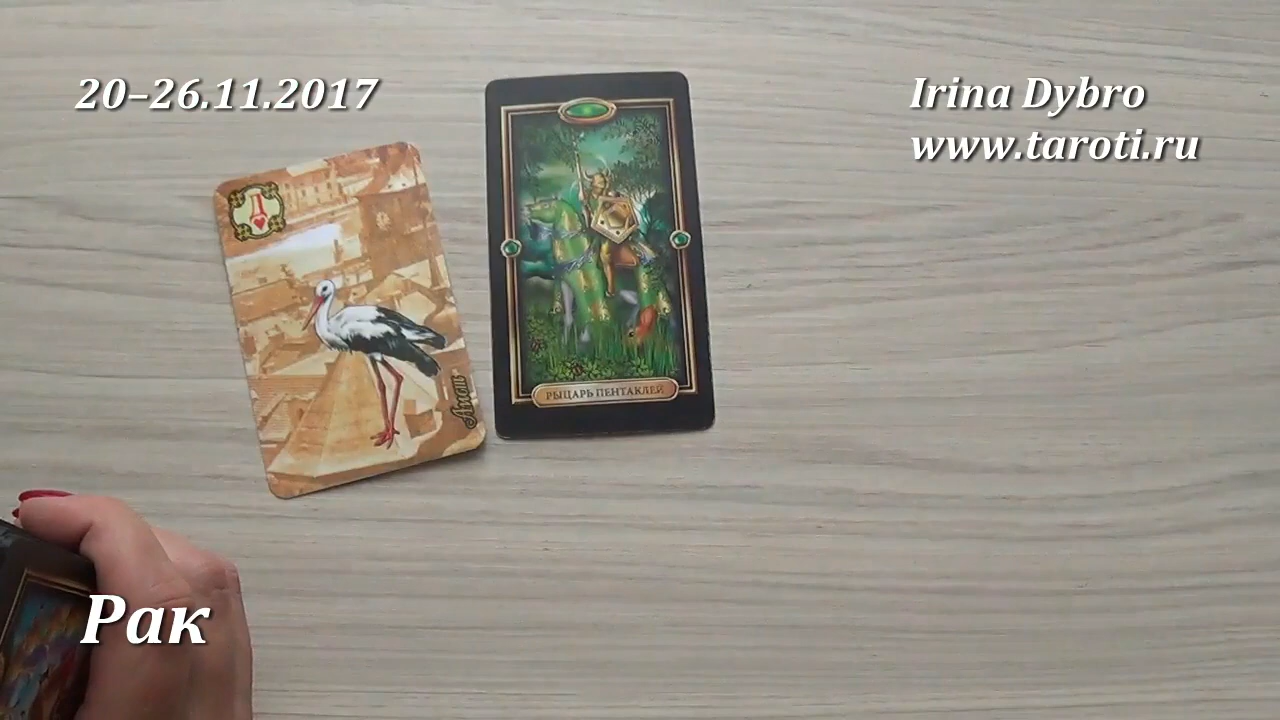 20–26.11.2017
Irina Dybro
www.taroti.ru
Д
Аист
РЫЦАРЬ ПЕНТАКЛЕЙ
Рак